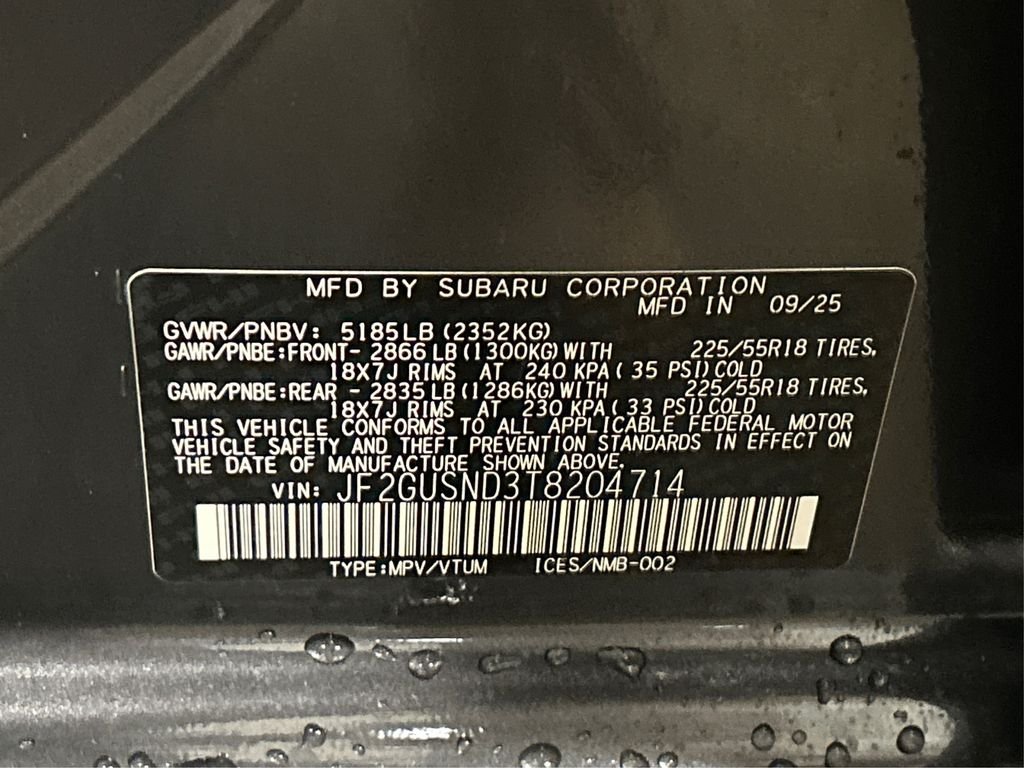 MFD BY SUBARU CORPORATION
MFD IN 09/25
GVWR/PNBV: 5185LB(2352KG)
GAWR/PNBE:FRONT- 2866 LB(1300KG)WITH 225/55R18 TIRES,
18X7J RIMS AT 240 KPA( 35 PSI)COLD
GAWR/PNBE:REAR - 2835 LB(1286KG)WITH 225/55R18 TIRES,
18X7J RIMS AT 230 KPA( 33 PSI)COLD
THIS VEHICLE CONFORMS TO ALL APPLICABLE FEDERAL MOTOR
VEHICLE SAFETY AND THEFT PREVENTION STANDARDS IN EFFECT ON
THE DATE OF MANUFACTURE SHOWN ABOVE.
VIN: JF2GUSND3T8204714
TYPE:MPV/VTUM ICES/NMB-002